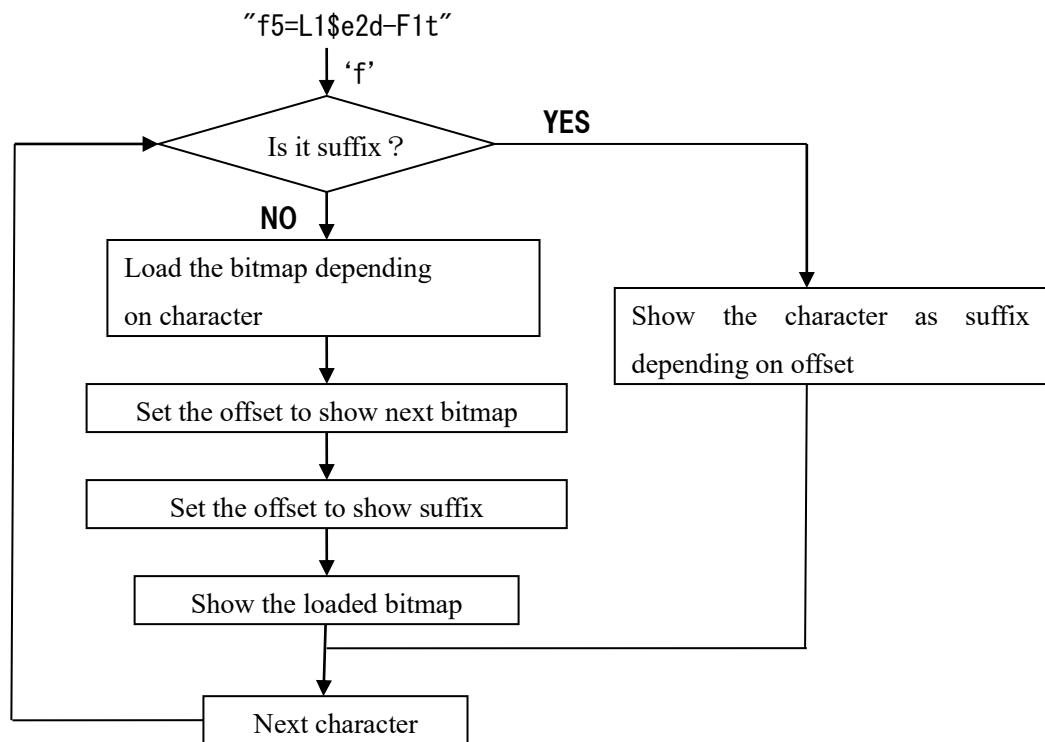 "f5=L1$e2d-F1t"
‘f’
Is it suffix？
YES
NO
Load the bitmap depending
on character
Show the character as suffix
depending on offset
Set the offset to show next bitmap
Set the offset to show suffix
Show the loaded bitmap
Next character